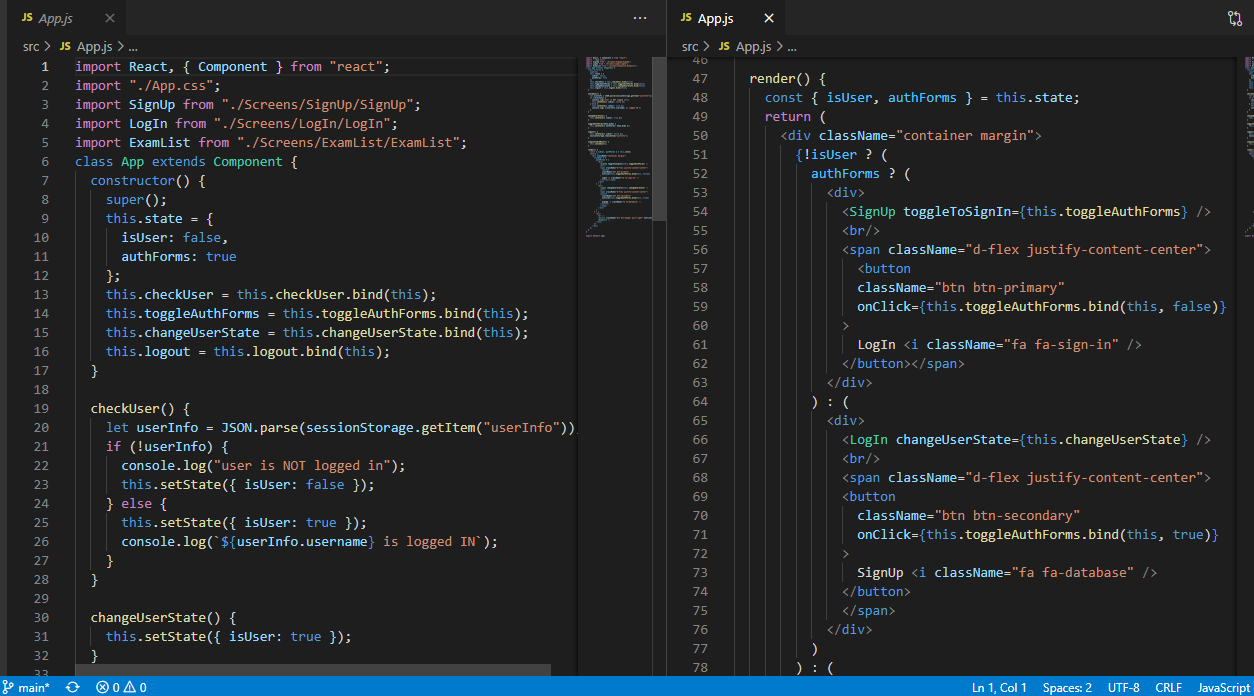 JS App.js ×
src > JS App.js > ...
1 import React, { Component } from "react";
2 import "./App.css";
3 import SignUp from "./Screens/SignUp/SignUp";
4 import LogIn from "./Screens/LogIn/LogIn";
5 import ExamList from "./Screens/ExamList/ExamList";
6 class App extends Component {
7 constructor() {
8 super();
9 this.state = {
10 isUser: false,
11 authForms: true
12 };
13 this.checkUser = this.checkUser.bind(this);
14 this.toggleAuthForms = this.toggleAuthForms.bind(this);
15 this.changeUserState = this.changeUserState.bind(this);
16 this.logout = this.logout.bind(this);
17 }
18
19 checkUser() {
20 let userInfo = JSON.parse(sessionStorage.getItem("userInfo"));
21 if (!userInfo) {
22 console.log("user is NOT logged in");
23 this.setState({ isUser: false });
24 } else {
25 this.setState({ isUser: true });
26 console.log(`${userInfo.username} is logged IN`);
27 }
28 }
29
30 changeUserState() {
31 this.setState({ isUser: true });
32 }
33
JS App.js ×
src > JS App.js > ...
46
47 render() {
48 const { isUser, authForms } = this.state;
49 return (
50 <div className="container margin">
51 {!isUser ? (
52 authForms ? (
53 <div>
54 <SignUp toggleToSignIn={this.toggleAuthForms} />
55 <br/>
56 <span className="d-flex justify-content-center">
57 <button
58 className="btn btn-primary"
59 onClick={this.toggleAuthForms.bind(this, false)}
60 >
61 LogIn <i className="fa fa-sign-in" />
62 </button></span>
63 </div>
64 ) : (
65 <div>
66 <LogIn changeUserState={this.changeUserState} />
67 <br/>
68 <span className="d-flex justify-content-center">
69 <button
70 className="btn btn-secondary"
71 onClick={this.toggleAuthForms.bind(this, true)}
72 >
73 SignUp <i className="fa fa-database" />
74 </button>
75 </span>
76 </div>
77 )
78 ) : (
main* 0 0 Ln 1, Col 1 Spaces: 2 UTF-8 CRLF JavaScript